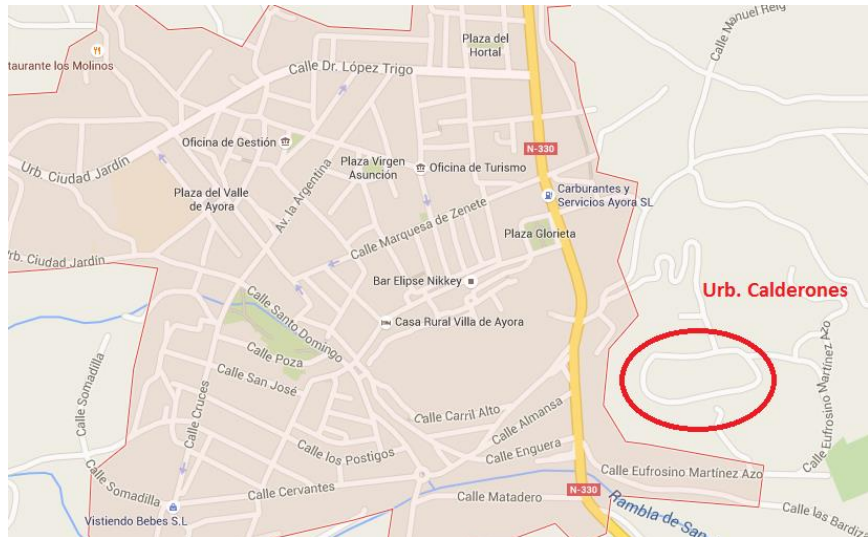 Plaza del
Hortal
Calle Manuel Reig
staurante los Molinos
Calle Dr. López Trigo
Oficina de Gestión
N-330
Urb. Ciudad Jardín
Plaza Virgen
Asunción
Oficina de Turismo
Av. la Argentina
Carburantes y
Servicios Ayora SL
Plaza del Valle
de Ayora
Calle Marquesa de Zenete
Plaza Glorieta
Urb. Ciudad Jardín
Bar Elipse Nikkey
Urb. Calderones
Calle Santo Domingo
Casa Rural Villa de Ayora
Calle Poza
Calle Eufrosino Martínez Azo
Calle San José
Calle Somadilla
Calle Cruces
Calle Carril Alto
Calle Almansa
Calle los Postigos
Calle Enguera
Calle Eufrosino Martínez Azo
Calle Somadilla
Calle Cervantes
Calle Matadero
N-330
Rambla de San
Calle las Bardiz
Vistiendo Bebes S.L